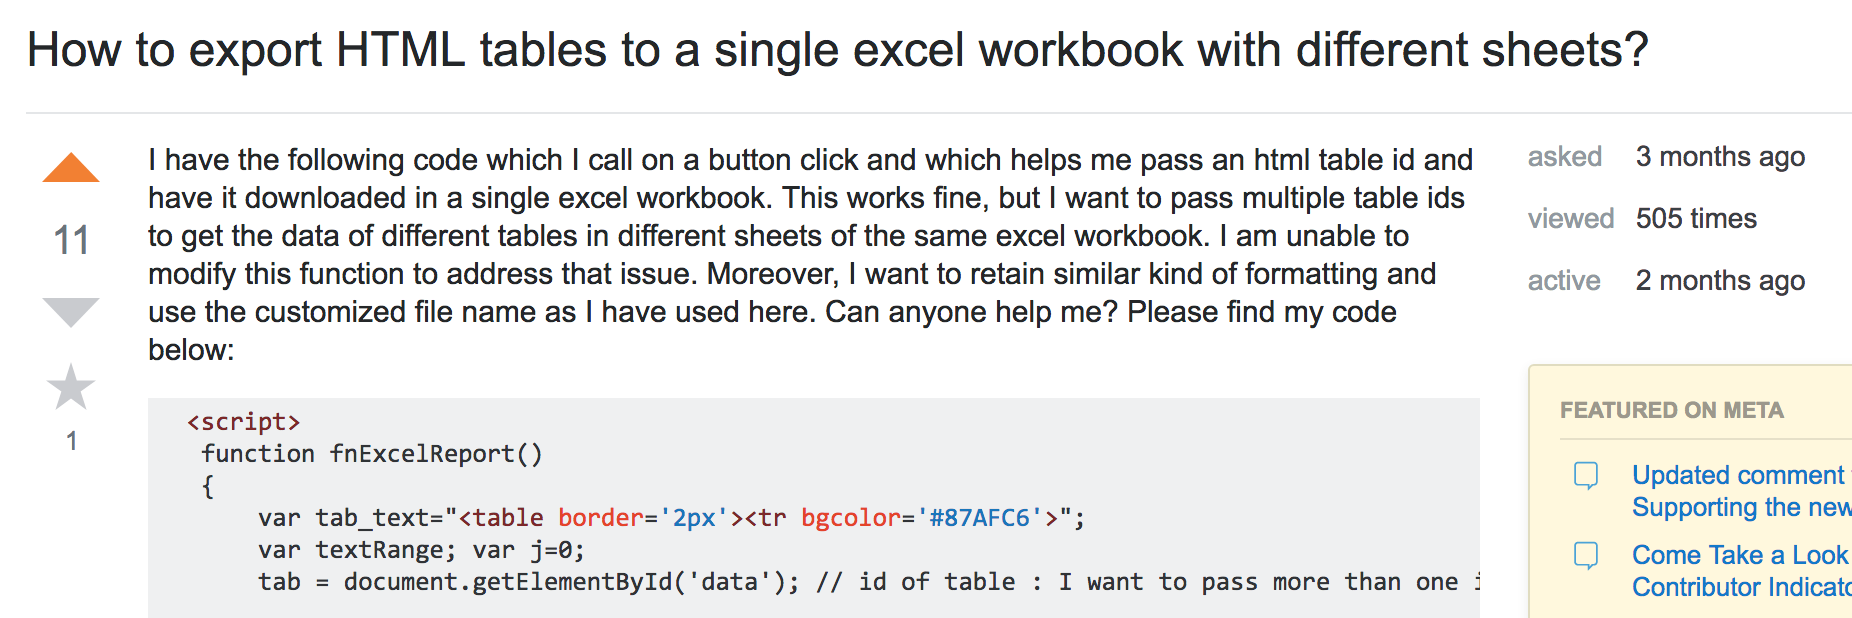 How to export HTML tables to a single excel workbook with different sheets?
11
1
I have the following code which I call on a button click and which helps me pass an html table id and
have it downloaded in a single excel workbook. This works fine, but I want to pass multiple table ids
to get the data of different tables in different sheets of the same excel workbook. I am unable to
modify this function to address that issue. Moreover, I want to retain similar kind of formatting and
use the customized file name as I have used here. Can anyone help me? Please find my code
below:
<script>
function fnExcelReport()
{
var tab_text="<table border='2px'><tr bgcolor='#87AFC6'>";
var textRange; var j=0;
tab = document.getElementById('data'); // id of table : I want to pass more than one
asked 3 months ago
viewed 505 times
active 2 months ago
FEATURED ON META
Updated comment
Supporting the new
Come Take a Look
Contributor